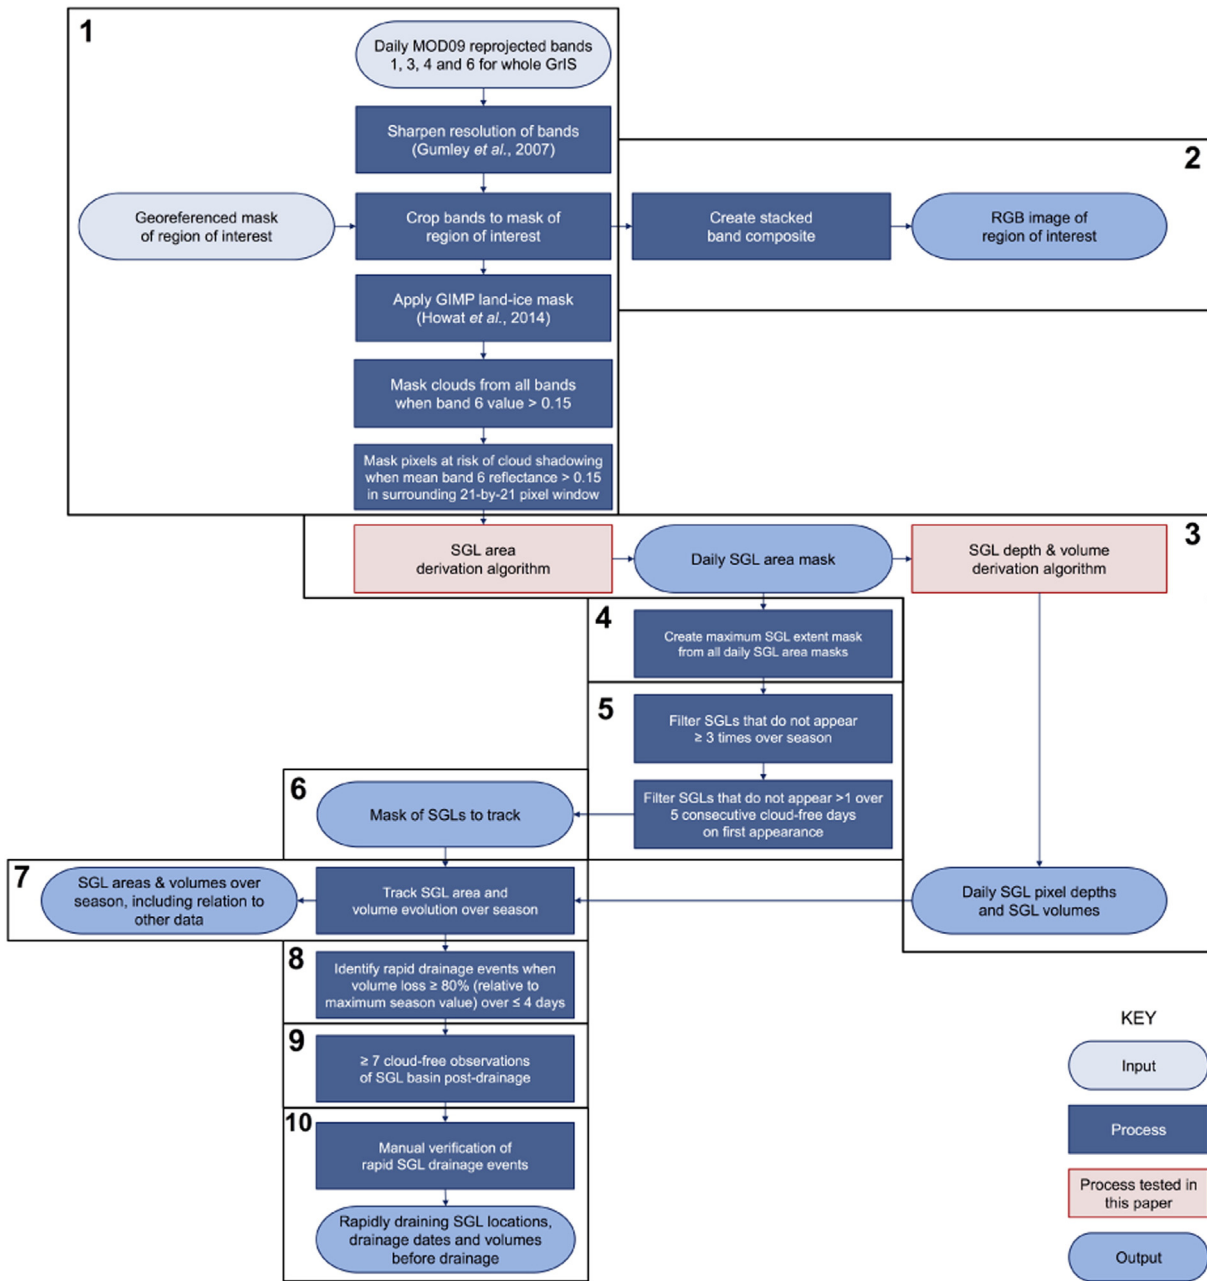 1
Daily MOD09 reprojected bands
1, 3, 4 and 6 for whole GrIS
Sharpen resolution of bands
(Gumley et al., 2007)
2
Georeferenced mask
of region of interest
Crop bands to mask of
region of interest
Create stacked
band composite
RGB image of
region of interest
Apply GIMP land-ice mask
(Howat et al., 2014)
Mask clouds from all bands
when band 6 value > 0.15
Mask pixels at risk of cloud shadowing
when mean band 6 reflectance > 0.15
in surrounding 21-by-21 pixel window
3
SGL area
derivation algorithm
Daily SGL area mask
SGL depth & volume
derivation algorithm
4
Create maximum SGL extent mask
from all daily SGL area masks
5
Filter SGLs that do not appear
≥ 3 times over season
Filter SGLs that do not appear >1 over
5 consecutive cloud-free days
on first appearance
6
Mask of SGLs to track
7
SGL areas & volumes over
season, including relation to
other data
Track SGL area and
volume evolution over season
Daily SGL pixel depths
and SGL volumes
8
Identify rapid drainage events when
volume loss ≥ 80% (relative to
maximum season value) over ≤ 4 days
9
≥ 7 cloud-free observations
of SGL basin post-drainage
10
Manual verification of
rapid SGL drainage events
Rapidly draining SGL locations,
drainage dates and volumes
before drainage
KEY
Input
Process
Process tested in
this paper
Output